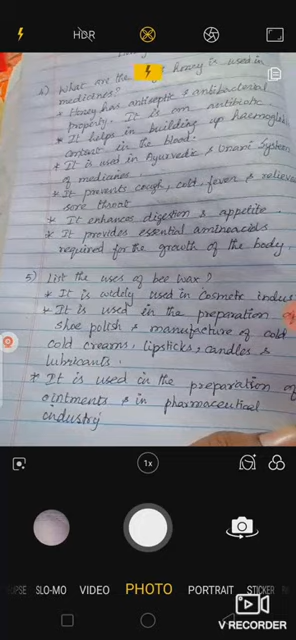 HDR
4) What are the honey is used in
medicines?
* Honey has antiseptic & antibacterial
property. It is an antibiotic
* It helps in building up haemoglo
content in the blood.
* It is used in Ayurvedic & Unani System
of medicines.
* It prevents cough, cold, fever & relieves
sore throat
* It enhances digestion & appetite.
* It provides essential aminoacids
required for the growth of the body.
5) List the uses of bee wax?
* It is widely used in cosmetic indus
* It is used in the preparation of
shoe polish & manufacture of cold
cold creams, lipsticks, candles &
lubricants.
* It is used in the preparation of
ointments & in pharmaceutical
industry
1x
SLO-MO VIDEO PHOTO PORTRAIT STICKER
V RECORDER